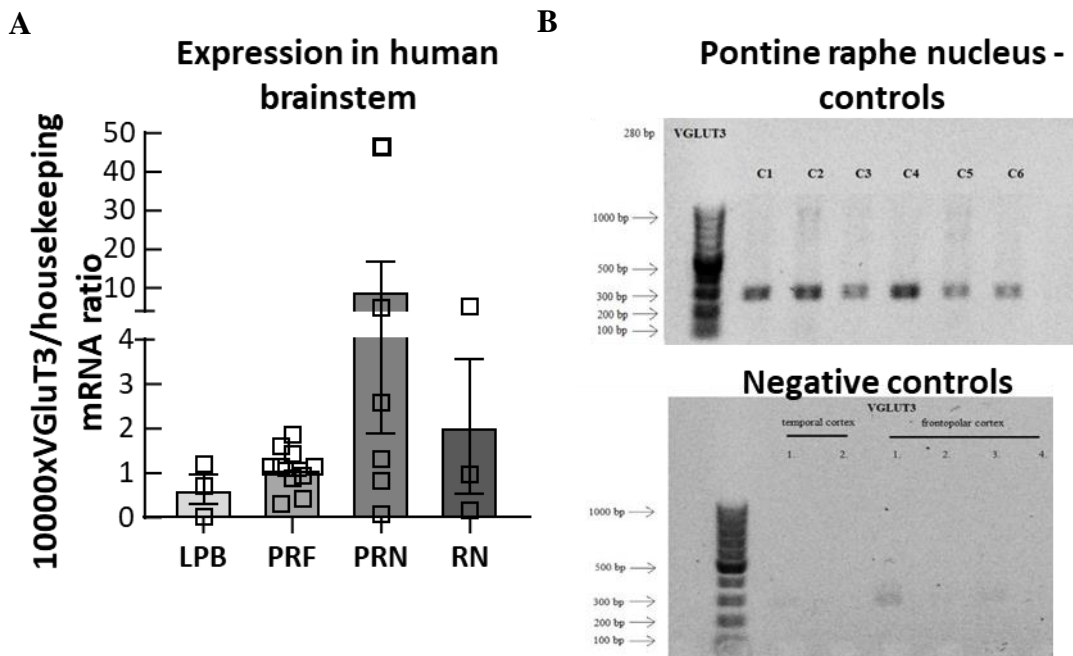 A
Expression in human
brainstem
10000xVGluT3/housekeeping
mRNA ratio
50
40
30
20
10
4
3
2
1
0
LPB PRF PRN RN
B
Pontine raphe nucleus -
controls
280 bp VGLUT3
C1 C2 C3 C4 C5 C6
1000 bp
500 bp
300 bp
200 bp
100 bp
Negative controls
VGLUT3
temporal cortex frontopolar cortex
1. 2. 1. 2. 3. 4.
1000 bp
500 bp
300 bp
200 bp
100 bp